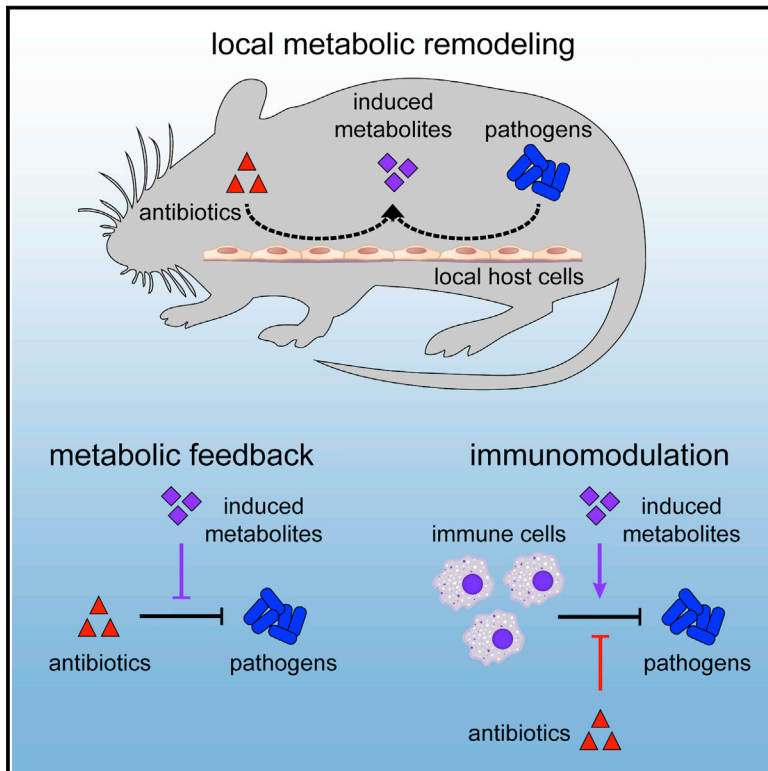 local metabolic remodeling
induced
metabolites
pathogens
antibiotics
local host cells
metabolic feedback
induced
metabolites
antibiotics
pathogens
immunomodulation
induced
metabolites
immune cells
pathogens
antibiotics